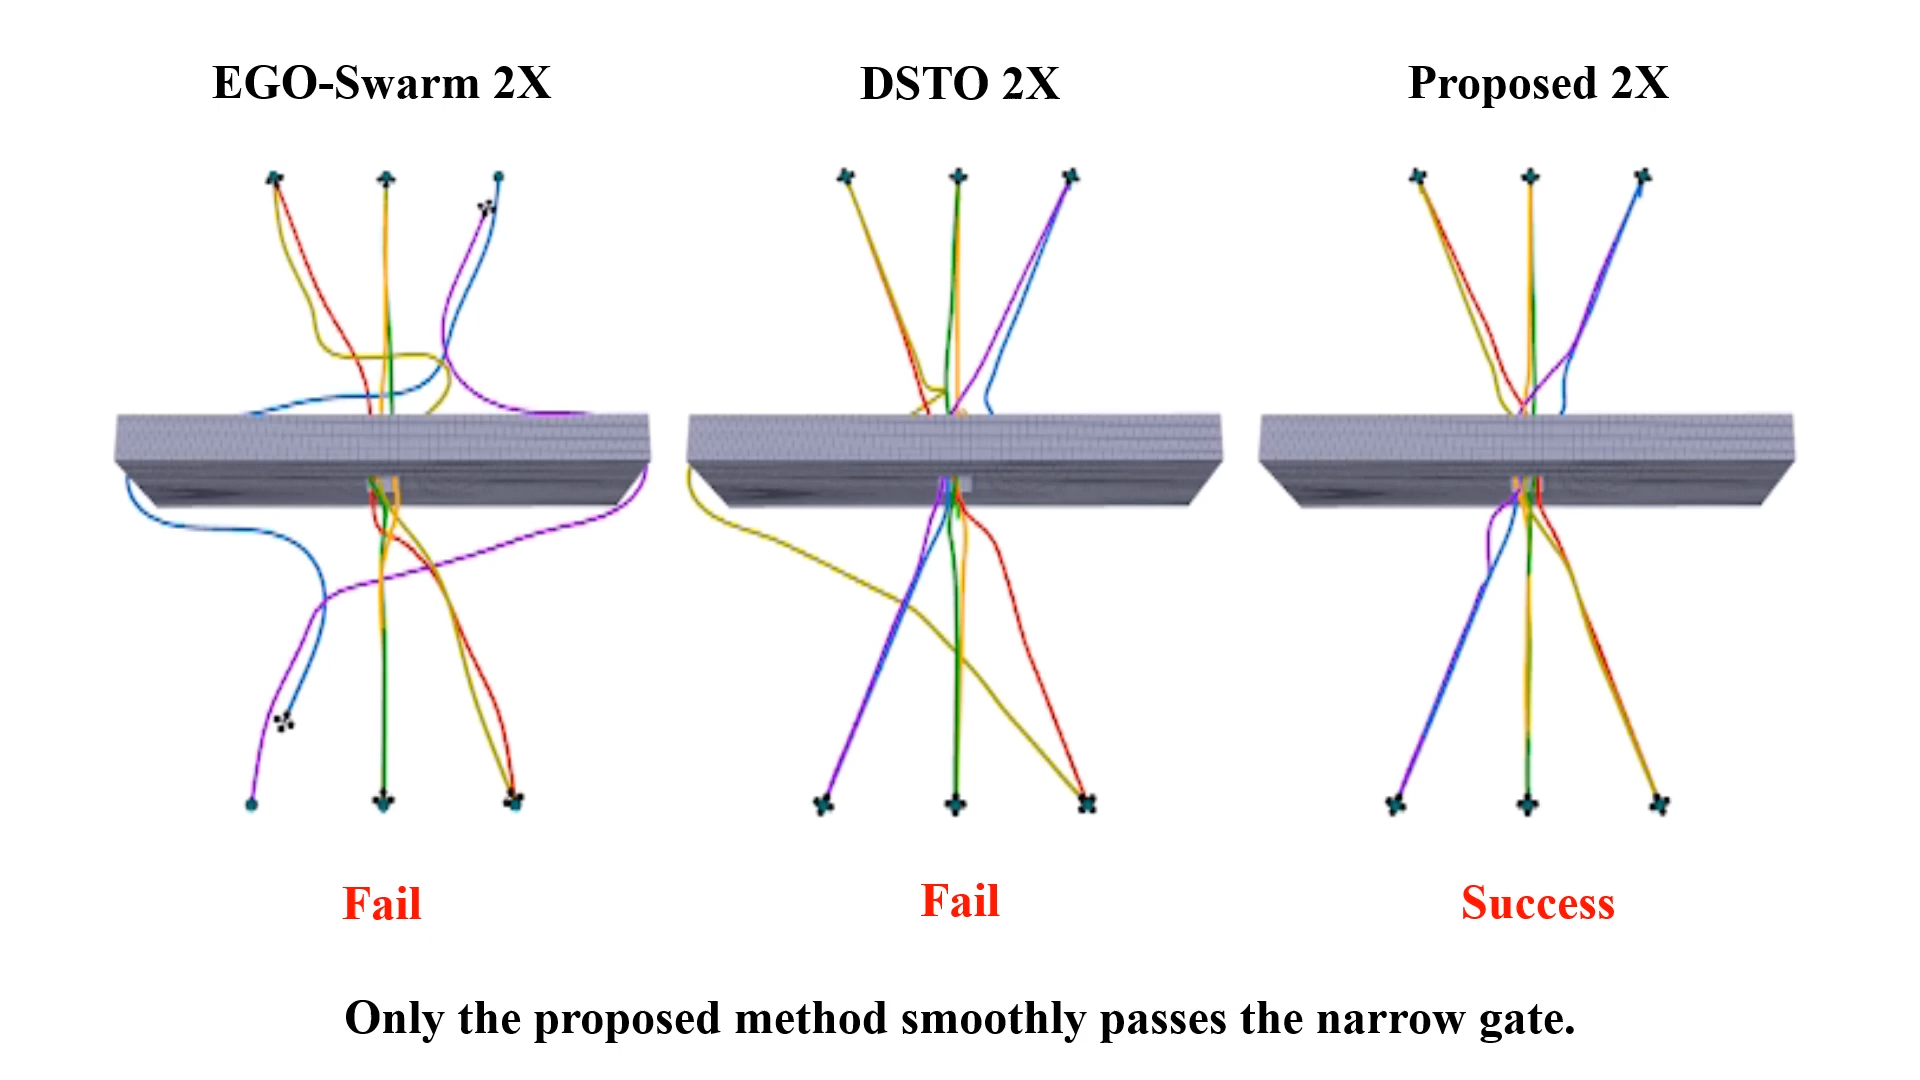 EGO-Swarm 2X
DSTO 2X
Proposed 2X
Fail
Fail
Success
Only the proposed method smoothly passes the narrow gate.